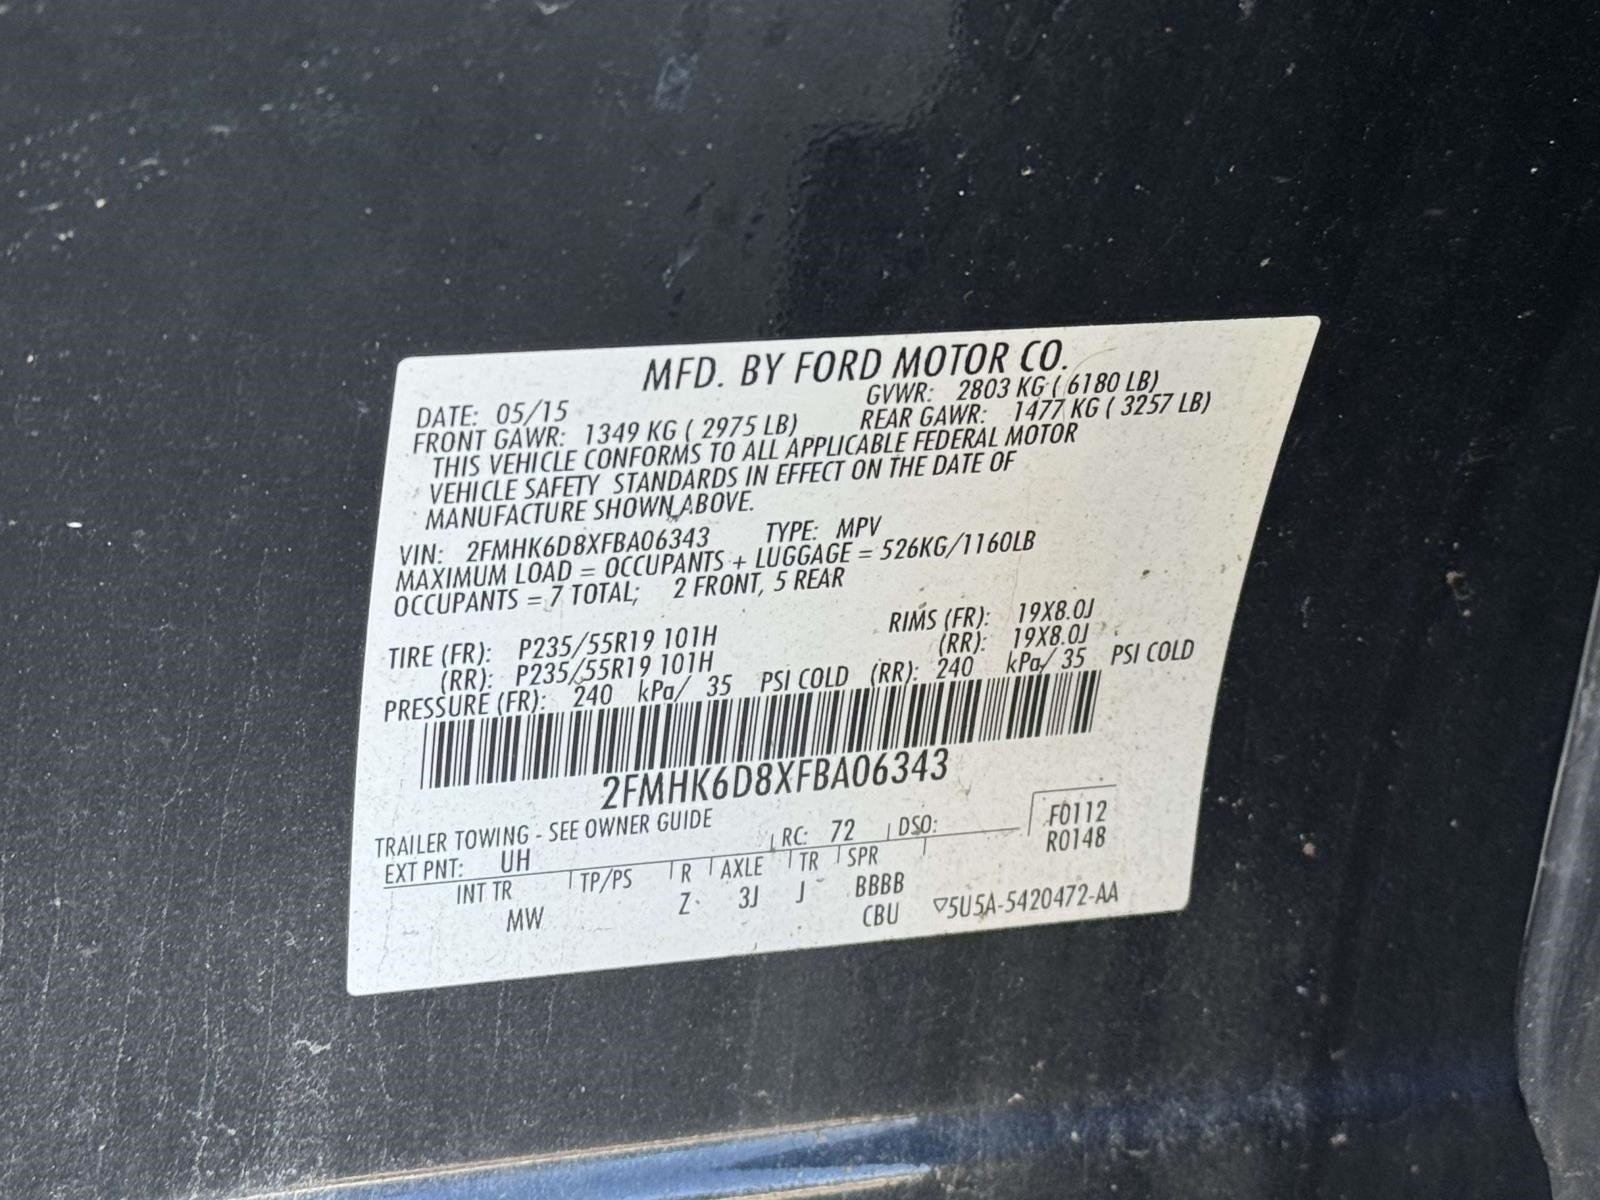 MFD. BY FORD MOTOR CO.
DATE: 05/15 GVWR: 2803 KG ( 6180 LB)
FRONT GAWR: 1349 KG ( 2975 LB) REAR GAWR: 1477 KG ( 3257 LB)
THIS VEHICLE CONFORMS TO ALL APPLICABLE FEDERAL MOTOR
VEHICLE SAFETY STANDARDS IN EFFECT ON THE DATE OF
MANUFACTURE SHOWN ABOVE.
VIN: 2FMHK6D8XFBA06343 TYPE: MPV
MAXIMUM LOAD = OCCUPANTS + LUGGAGE = 526KG/1160LB
OCCUPANTS = 7 TOTAL; 2 FRONT, 5 REAR
TIRE (FR): P235/55R19 101H RIMS (FR): 19X8.0J
(RR): P235/55R19 101H (RR): 19X8.0J
PRESSURE (FR): 240 kPa/ 35 PSI COLD (RR): 240 kPa/ 35 PSI COLD
2FMHK6D8XFBA06343
TRAILER TOWING - SEE OWNER GUIDE
EXT PNT: UH RC: 72 DSO: F0112
R0148
INT TR TP/PS R AXLE TR SPR
MW Z 3J J BBBB
CBU ▽5U5A-5420472-AA